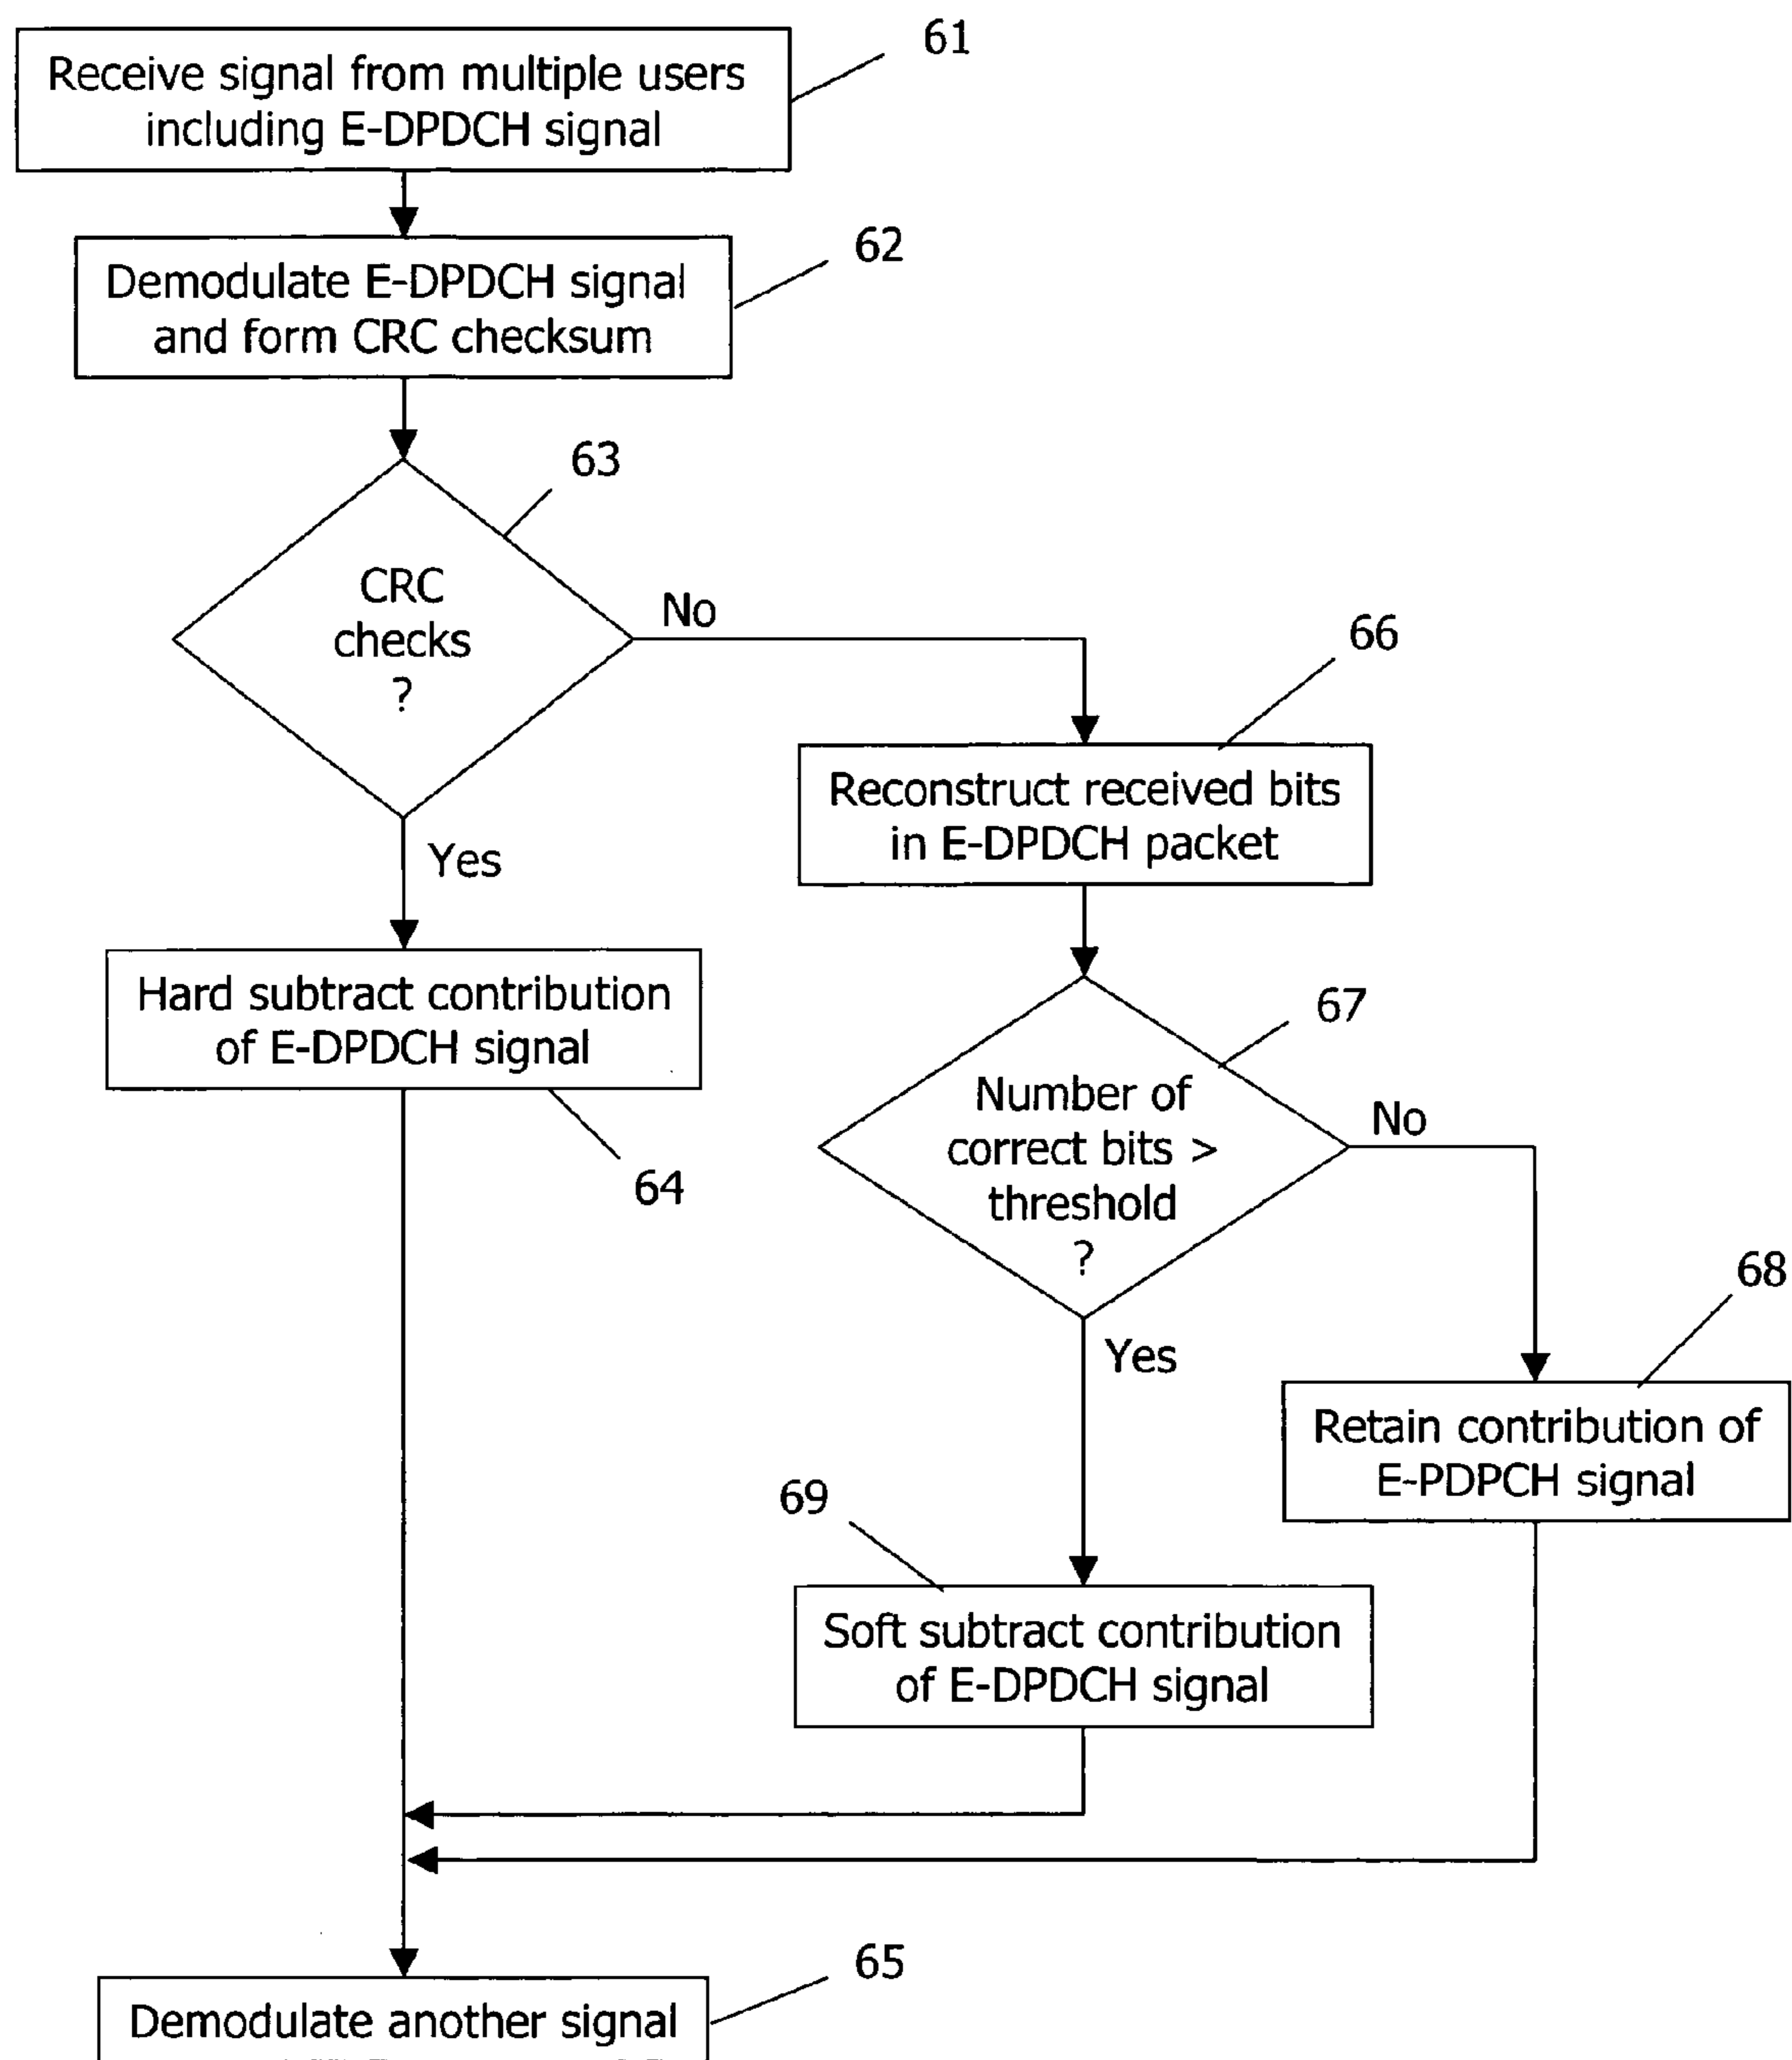 61
Receive signal from multiple users
including E-DPDCH signal
62
Demodulate E-DPDCH signal
and form CRC checksum
63
CRC
checks
?
No
Yes
66
Reconstruct received bits
in E-DPDCH packet
Hard subtract contribution
of E-DPDCH signal
64
67
Number of
correct bits >
threshold
?
No
Yes
68
Retain contribution of
E-PDPCH signal
69
Soft subtract contribution
of E-DPDCH signal
65
Demodulate another signal